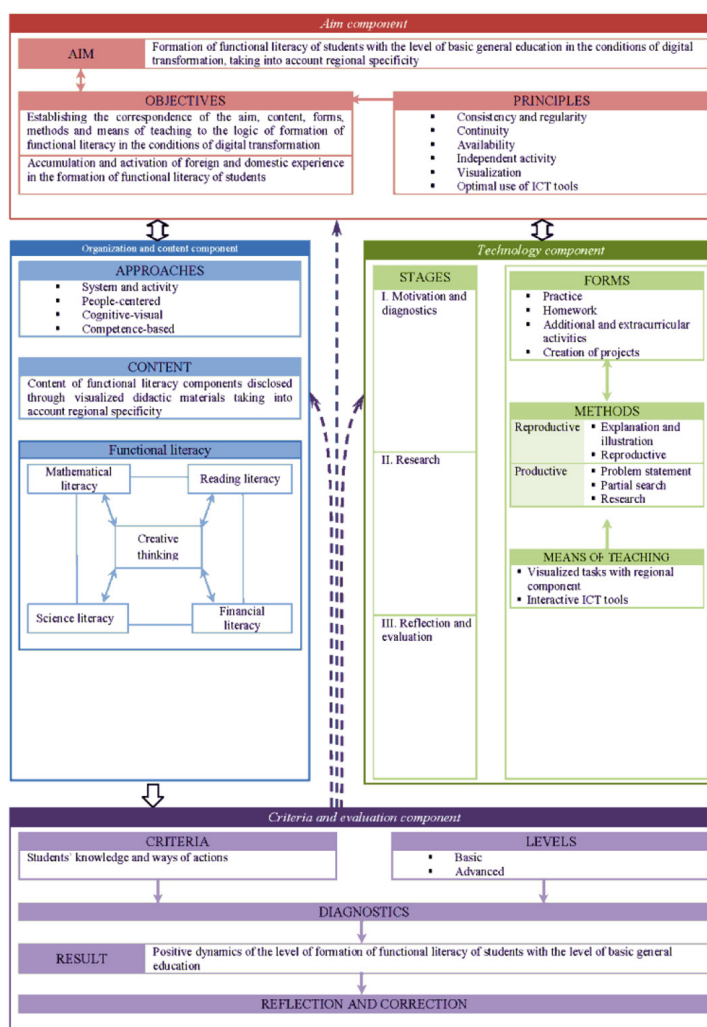 Aim component
AIM
Formation of functional literacy of students with the level of basic general education in the conditions of digital
transformation, taking into account regional specificity
OBJECTIVES
Establishing the correspondence of the aim, content, forms,
methods and means of teaching to the logic of formation of
functional literacy in the conditions of digital transformation
Accumulation and activation of foreign and domestic experience
in the formation of functional literacy of students
PRINCIPLES
▪ Consistency and regularity
▪ Continuity
▪ Availability
▪ Independent activity
▪ Visualization
▪ Optimal use of ICT tools
Organization and content component
APPROACHES
▪ System and activity
▪ People-centered
▪ Cognitive-visual
▪ Competence-based
CONTENT
Content of functional literacy components disclosed
through visualized didactic materials taking into
account regional specificity
Functional literacy
Mathematical
literacy
Reading literacy
Creative
thinking
Science literacy
Financial
literacy
Technology component
STAGES
I. Motivation and
diagnostics
II. Research
III. Reflection and
evaluation
FORMS
▪ Practice
▪ Homework
▪ Additional and extracurricular
activities
▪ Creation of projects
METHODS
Reproductive
▪ Explanation and
illustration
▪ Reproductive
Productive
▪ Problem statement
▪ Partial search
▪ Research
MEANS OF TEACHING
▪ Visualized tasks with regional
component
▪ Interactive ICT tools
Criteria and evaluation component
CRITERIA
Students' knowledge and ways of actions
LEVELS
▪ Basic
▪ Advanced
DIAGNOSTICS
RESULT
Positive dynamics of the level of formation of functional literacy of students with the level of basic general
education
REFLECTION AND CORRECTION